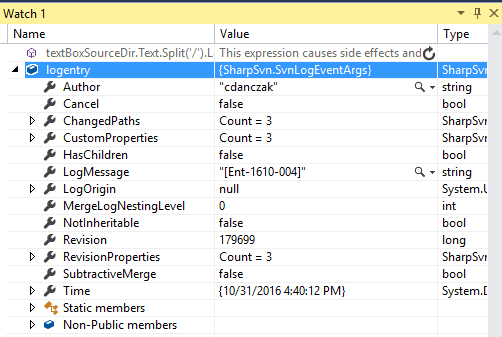 Watch 1
Name Value Type
textBoxSourceDir.Text.Split('/').L This expression causes side effects and
logentry {SharpSvn.SvnLogEventArgs} SharpSv
Author "cdanczak" string
Cancel false bool
ChangedPaths Count = 3 SharpSvn
CustomProperties Count = 3 SharpSvn
HasChildren false bool
LogMessage "[Ent-1610-004]" string
LogOrigin null System.U
MergeLogNestingLevel 0 int
NotInheritable false bool
Revision 179699 long
RevisionProperties Count = 3 SharpSvn
SubtractiveMerge false bool
Time {10/31/2016 4:40:12 PM} System.D
Static members
Non-Public members